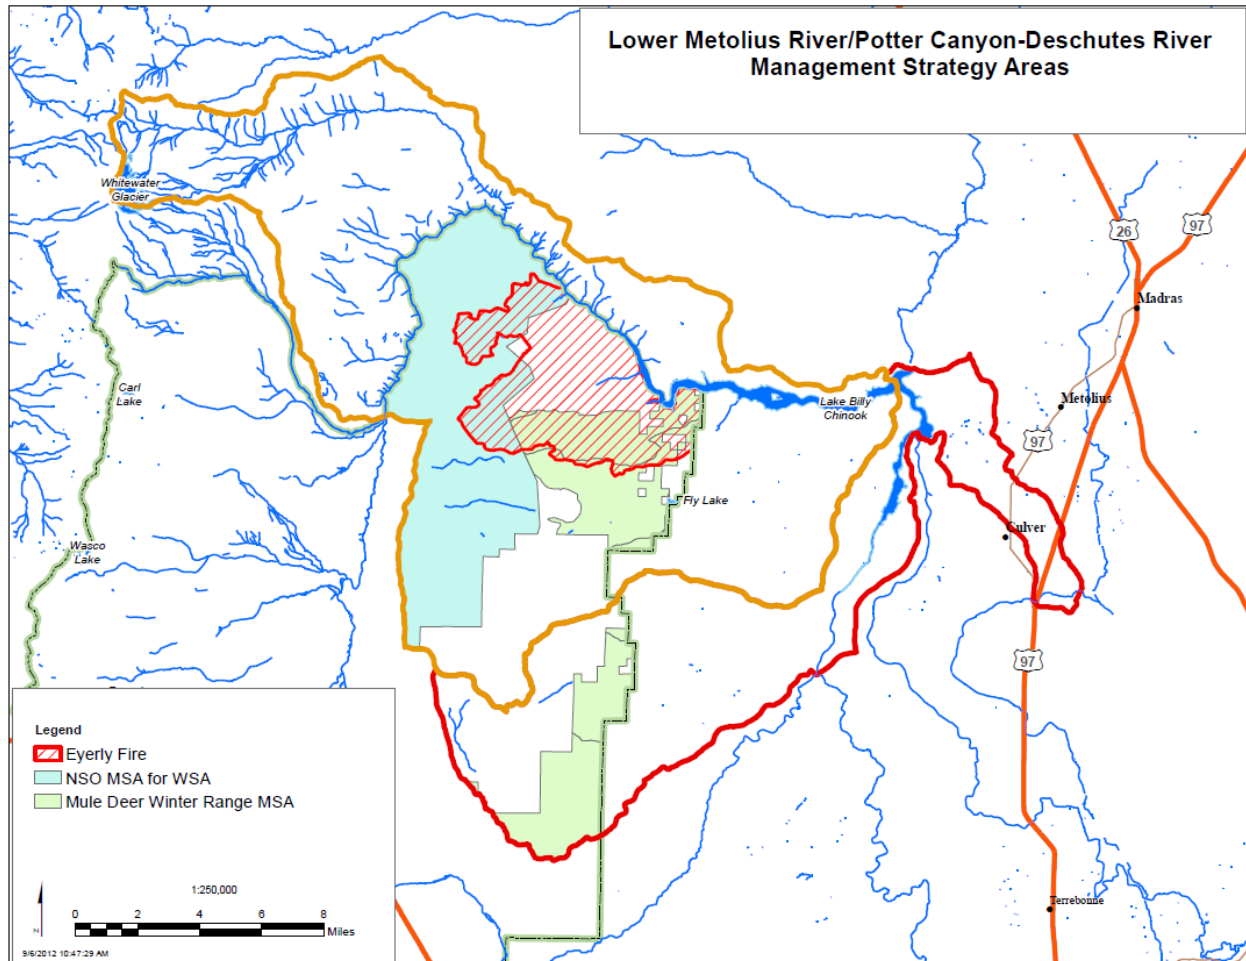 Lower Metolius River/Potter Canyon-Deschutes River
Management Strategy Areas
Whitewater
Glacier
26
97
Madras
Carl
Lake
Lake Billy
Chinook
Metolius
97
Fly Lake
Culver
Wasco
Lake
97
Legend
Eyerly Fire
NSO MSA for WSA
Mule Deer Winter Range MSA
1:250,000
0 2 4 6 8
Miles
N
9/6/2012 10:47:29 AM
Terrebonne